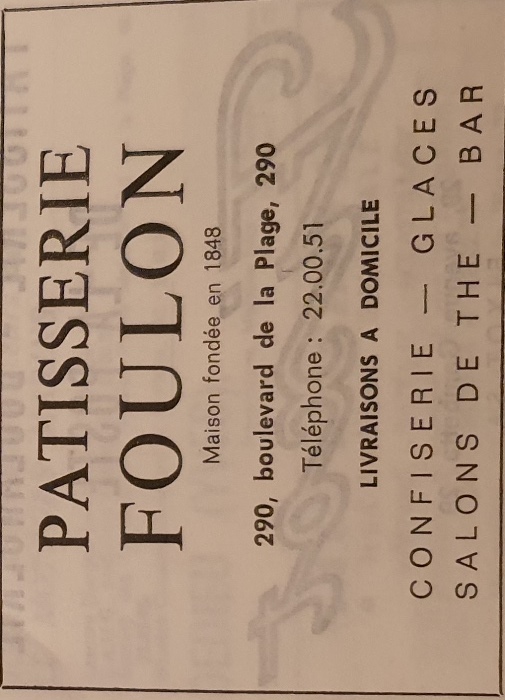 PATISSERIE
FOULON
Maison fondée en 1848
290, boulevard de la Plage, 290
Téléphone : 22.00.51
LIVRAISONS A DOMICILE
CONFISERIE — GLACES
SALONS DE THE — BAR